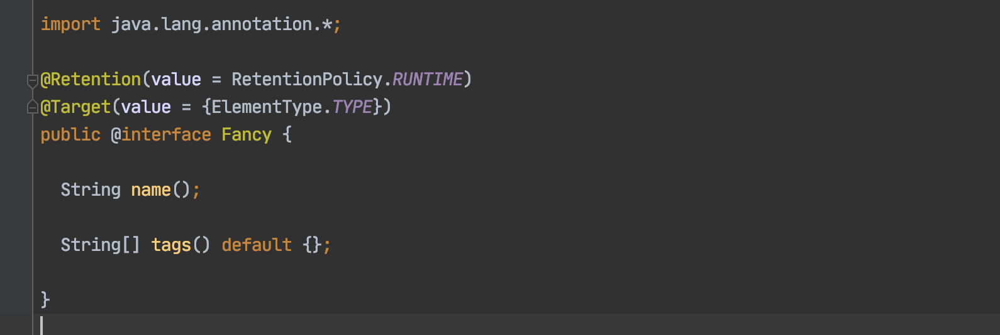 import java.lang.annotation.*;
@Retention(value = RetentionPolicy.RUNTIME)
@Target(value = {ElementType.TYPE})
public @interface Fancy {
String name();
String[] tags() default {};
}